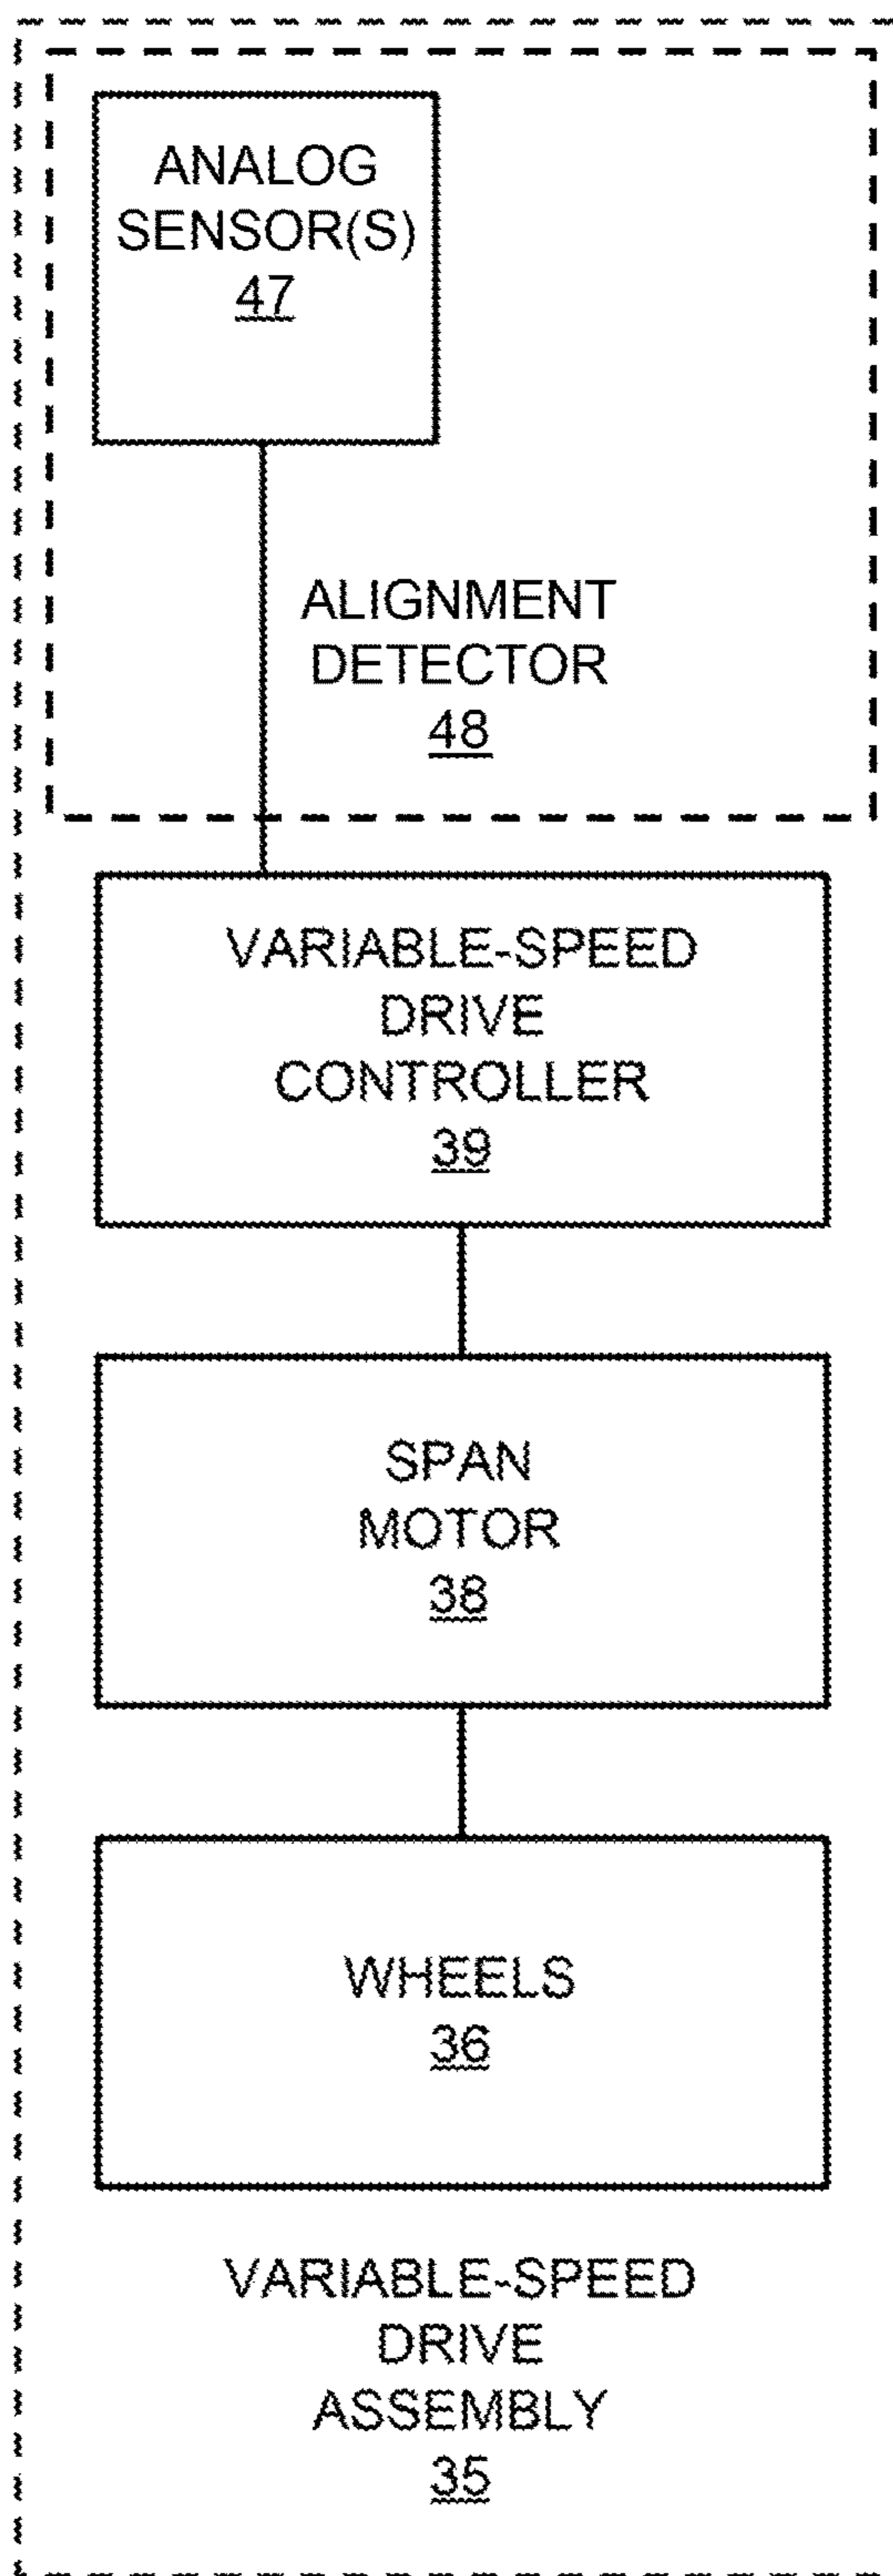 ANALOG
SENSOR(S)
47
ALIGNMENT
DETECTOR
48
VARIABLE-SPEED
DRIVE
CONTROLLER
39
SPAN
MOTOR
38
WHEELS
36
VARIABLE-SPEED
DRIVE
ASSEMBLY
35